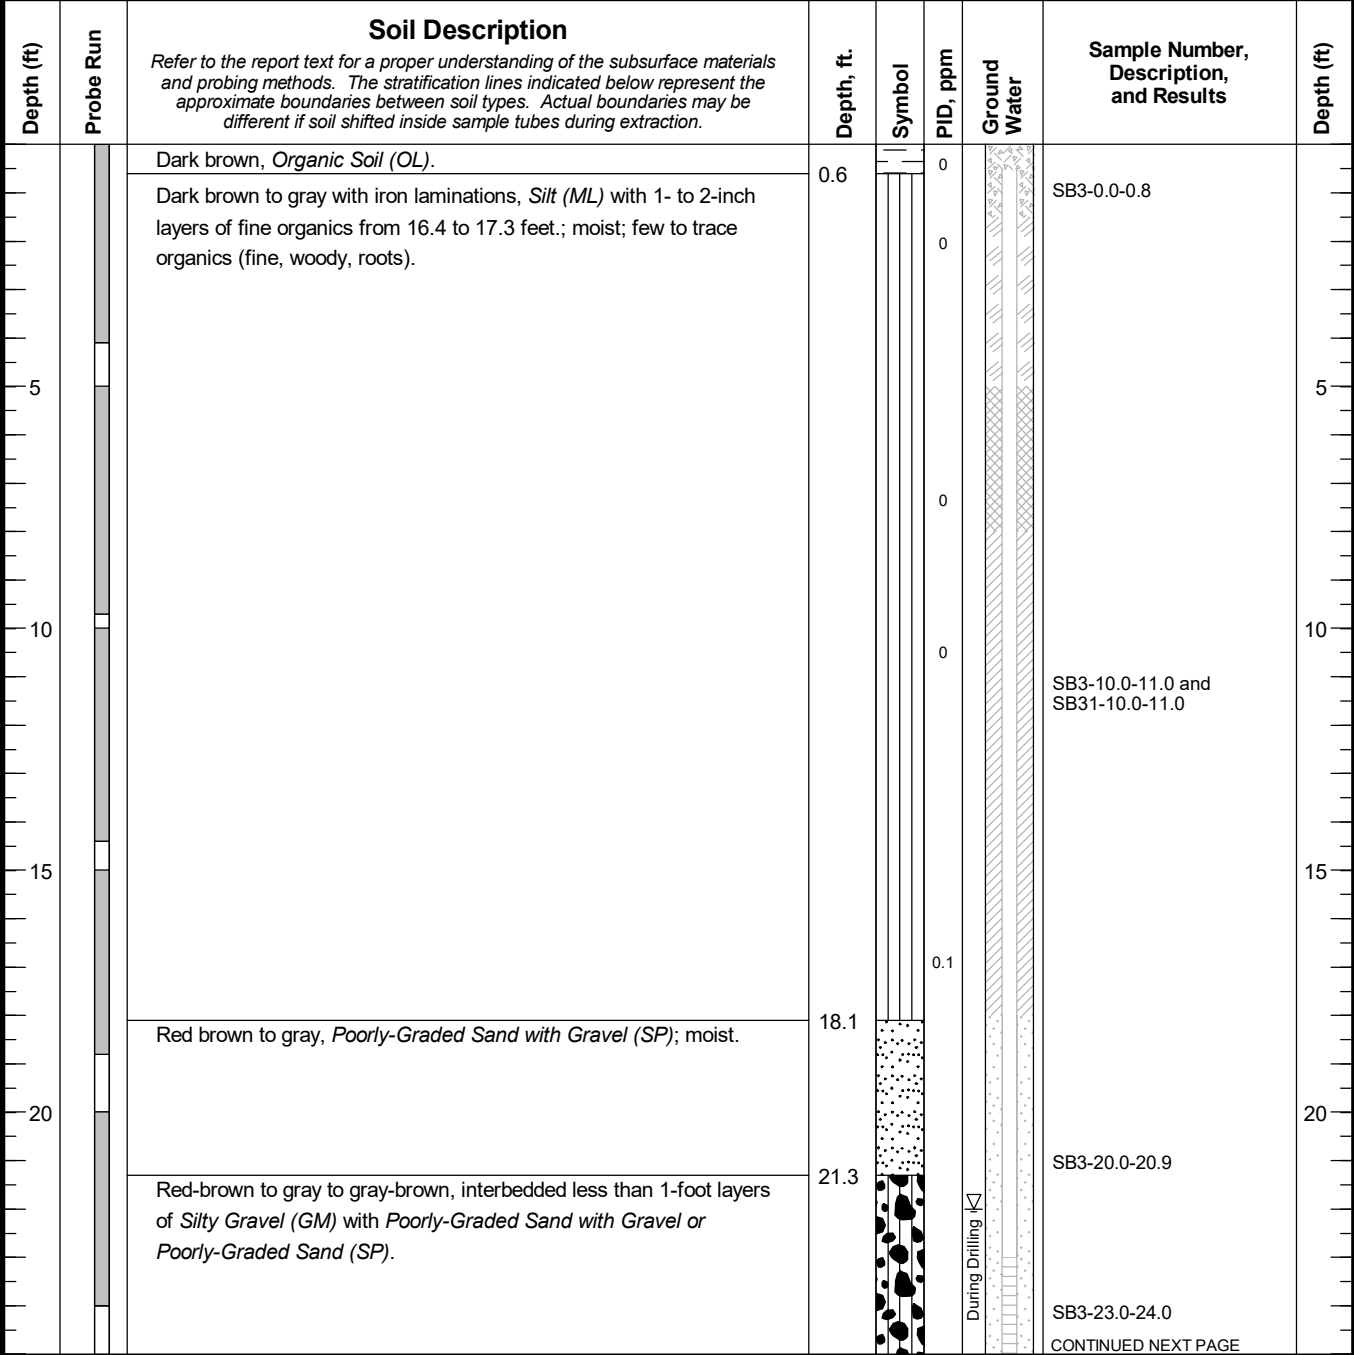 Depth (ft)
Probe Run
Soil Description
Refer to the report text for a proper understanding of the subsurface materials
and probing methods. The stratification lines indicated below represent the
approximate boundaries between soil types. Actual boundaries may be
different if soil shifted inside sample tubes during extraction.
Depth, ft.
Symbol
PID, ppm
Ground
Water
Sample Number,
Description,
and Results
Depth (ft)
Dark brown, Organic Soil (OL).
0
0.6
SB3-0.0-0.8
Dark brown to gray with iron laminations, Silt (ML) with 1- to 2-inch
layers of fine organics from 16.4 to 17.3 feet.; moist; few to trace
organics (fine, woody, roots).
0
5
5
0
10
10
0
SB3-10.0-11.0 and
SB31-10.0-11.0
15
15
0.1
18.1
Red brown to gray, Poorly-Graded Sand with Gravel (SP); moist.
20
20
SB3-20.0-20.9
21.3
Red-brown to gray to gray-brown, interbedded less than 1-foot layers
of Silty Gravel (GM) with Poorly-Graded Sand with Gravel or
Poorly-Graded Sand (SP).
During Drilling
SB3-23.0-24.0
CONTINUED NEXT PAGE